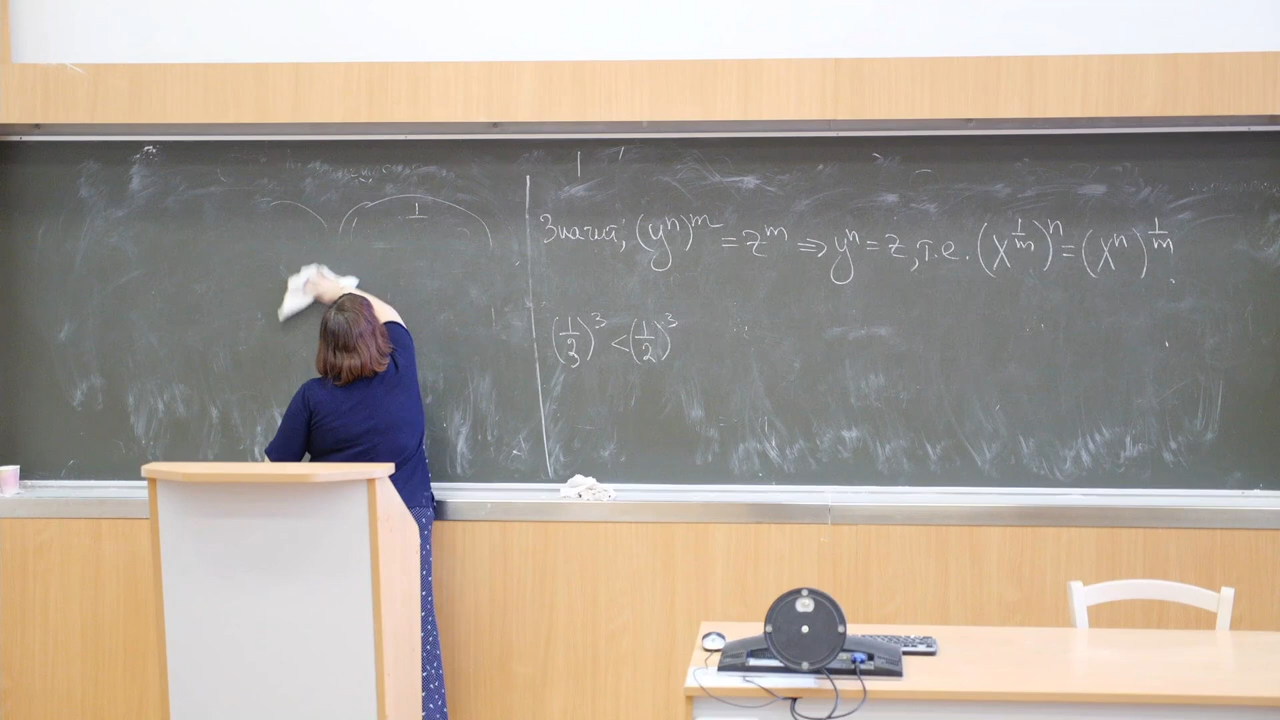 Значит, (yⁿ)ᵐ = zᵐ ⇒ yⁿ = z, т.е. (x^{1/m})ⁿ = (xⁿ)^{1/m}
(1/3)³ < (1/2)³